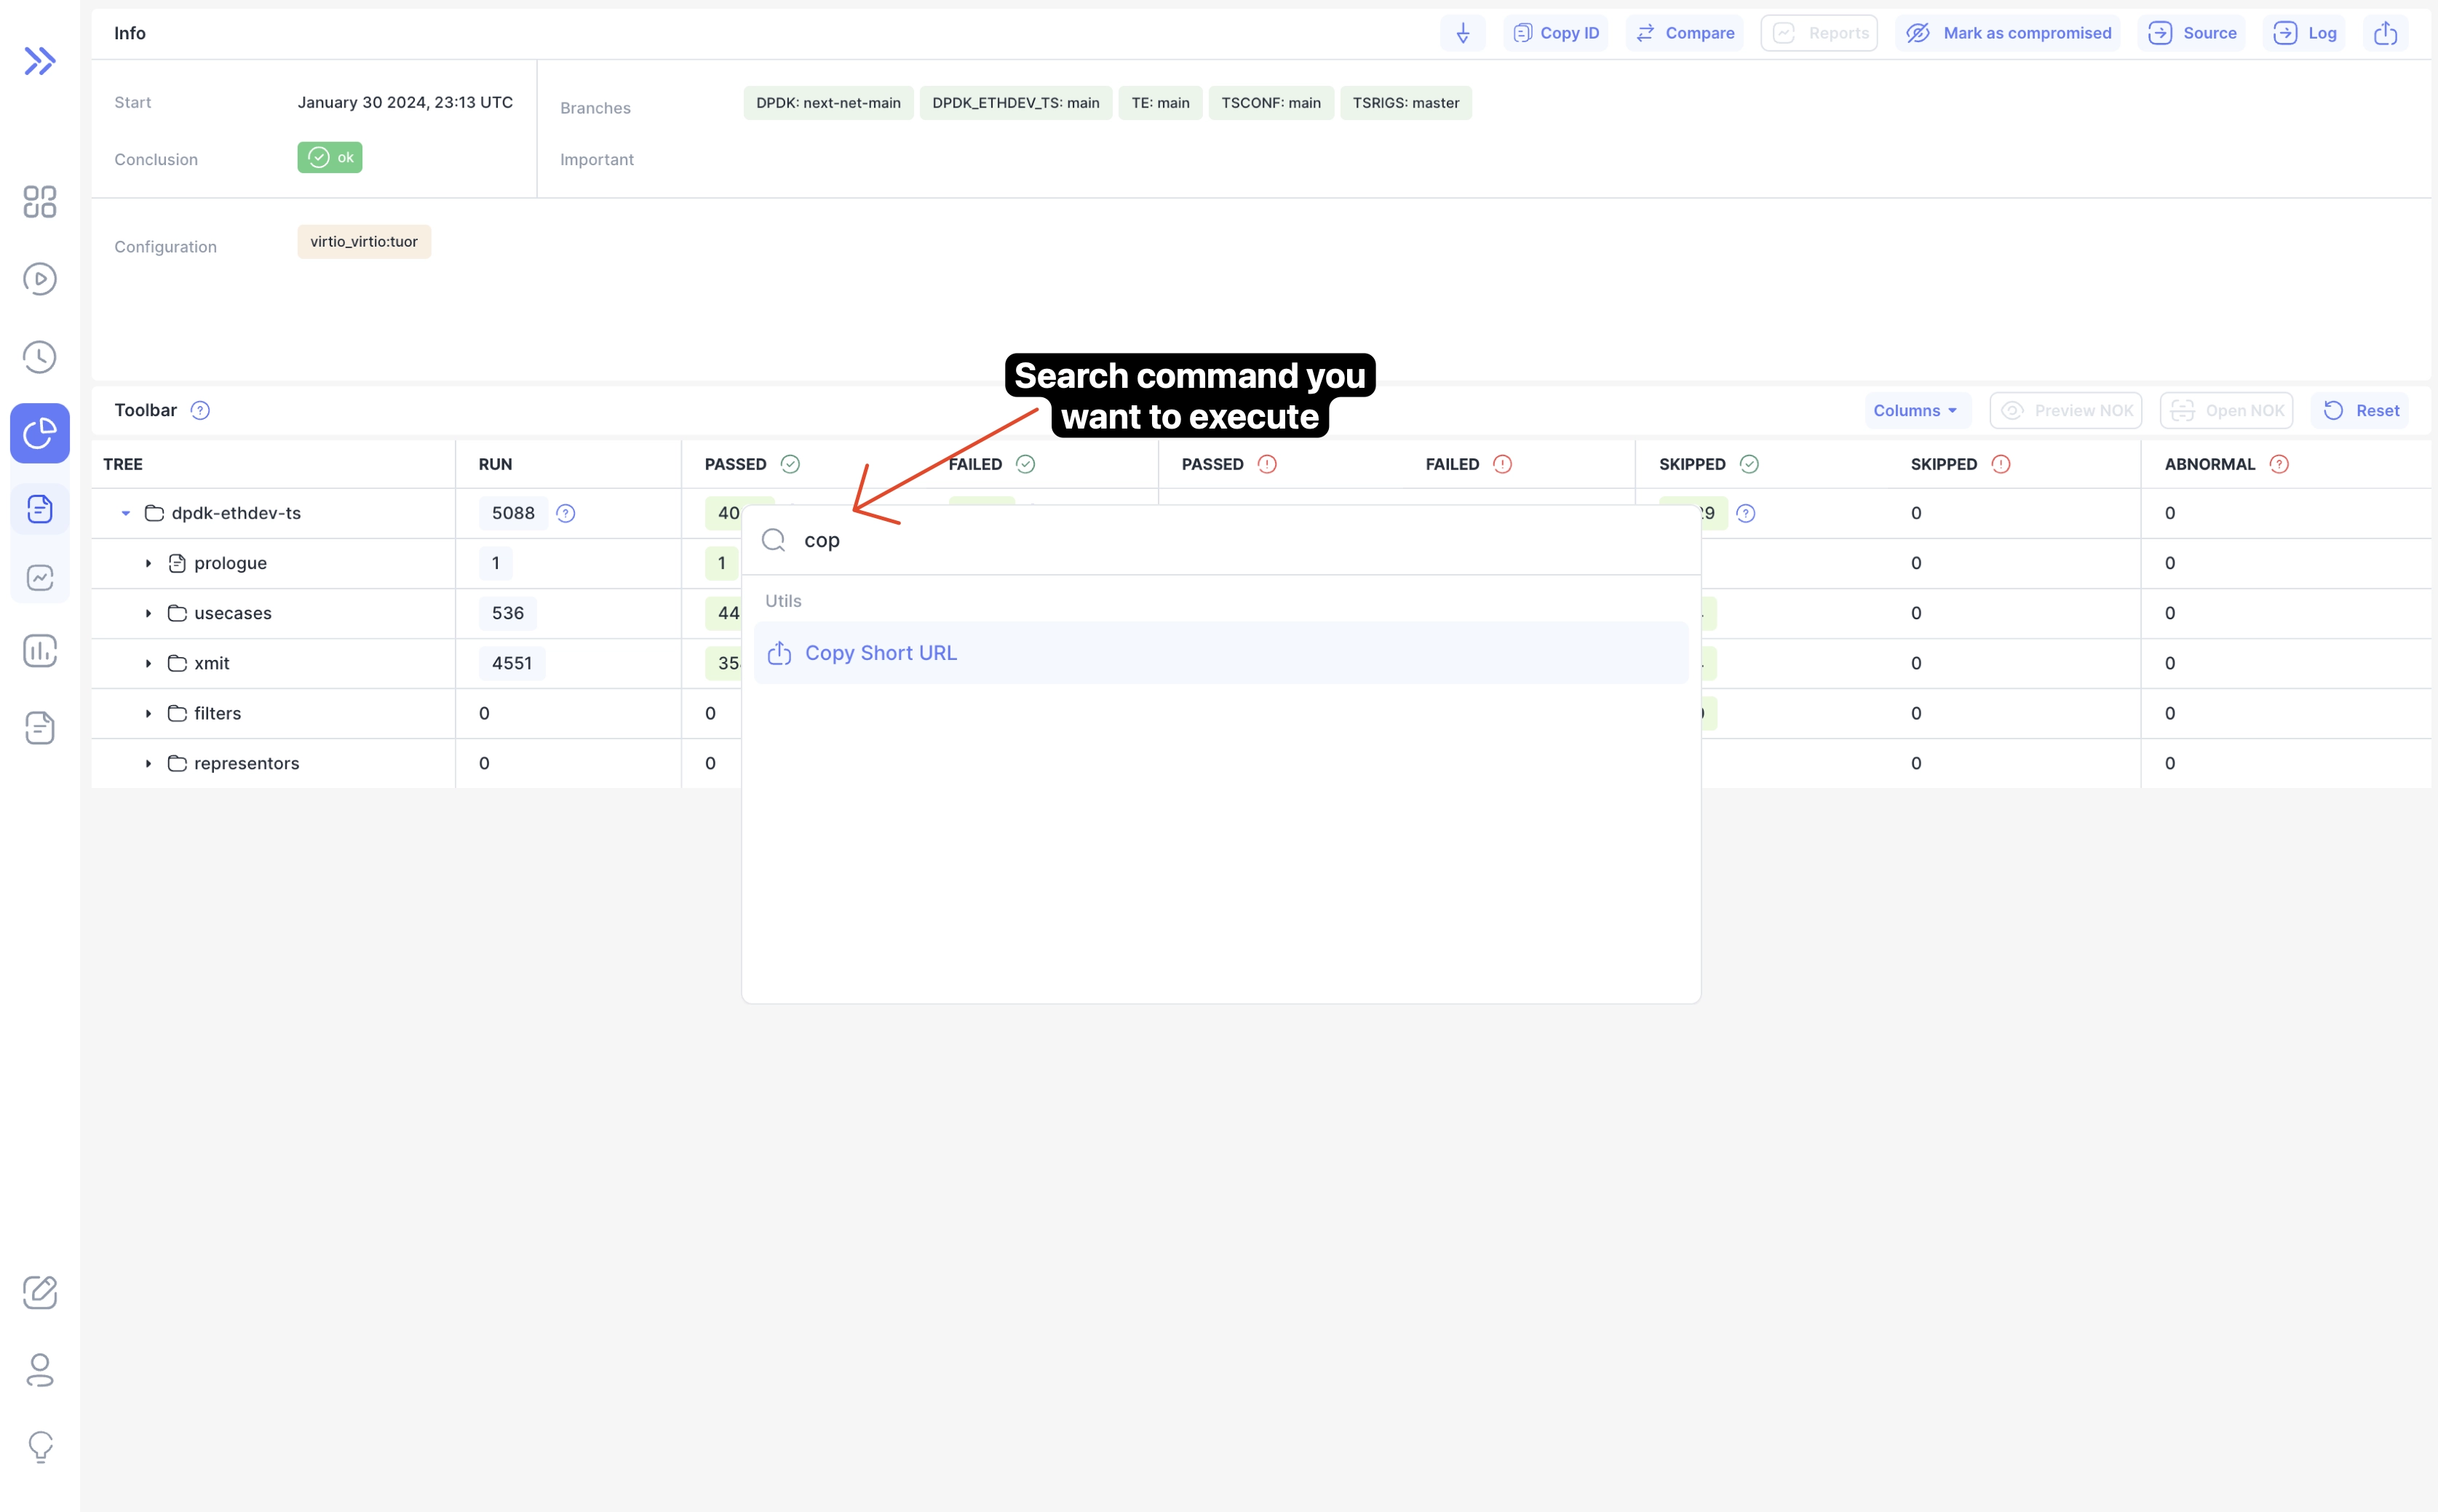 Info
Copy ID
Compare
Reports
Mark as compromised
Source
Log
Start
January 30 2024, 23:13 UTC
Branches
DPDK: next-net-main
DPDK_ETHDEV_TS: main
TE: main
TSCONF: main
TSRIGS: master
Conclusion
ok
Important
Configuration
virtio_virtio:tuor
Search command you
want to execute
Toolbar
Columns
Preview NOK
Open NOK
Reset
TREE RUN PASSED FAILED PASSED FAILED SKIPPED SKIPPED ABNORMAL
dpdk-ethdev-ts 5088 0 0
prologue 1 1 0 0
usecases 536 0 0
xmit 4551 0 0
filters 0 0 0 0
representors 0 0 0 0
cop
Utils
Copy Short URL